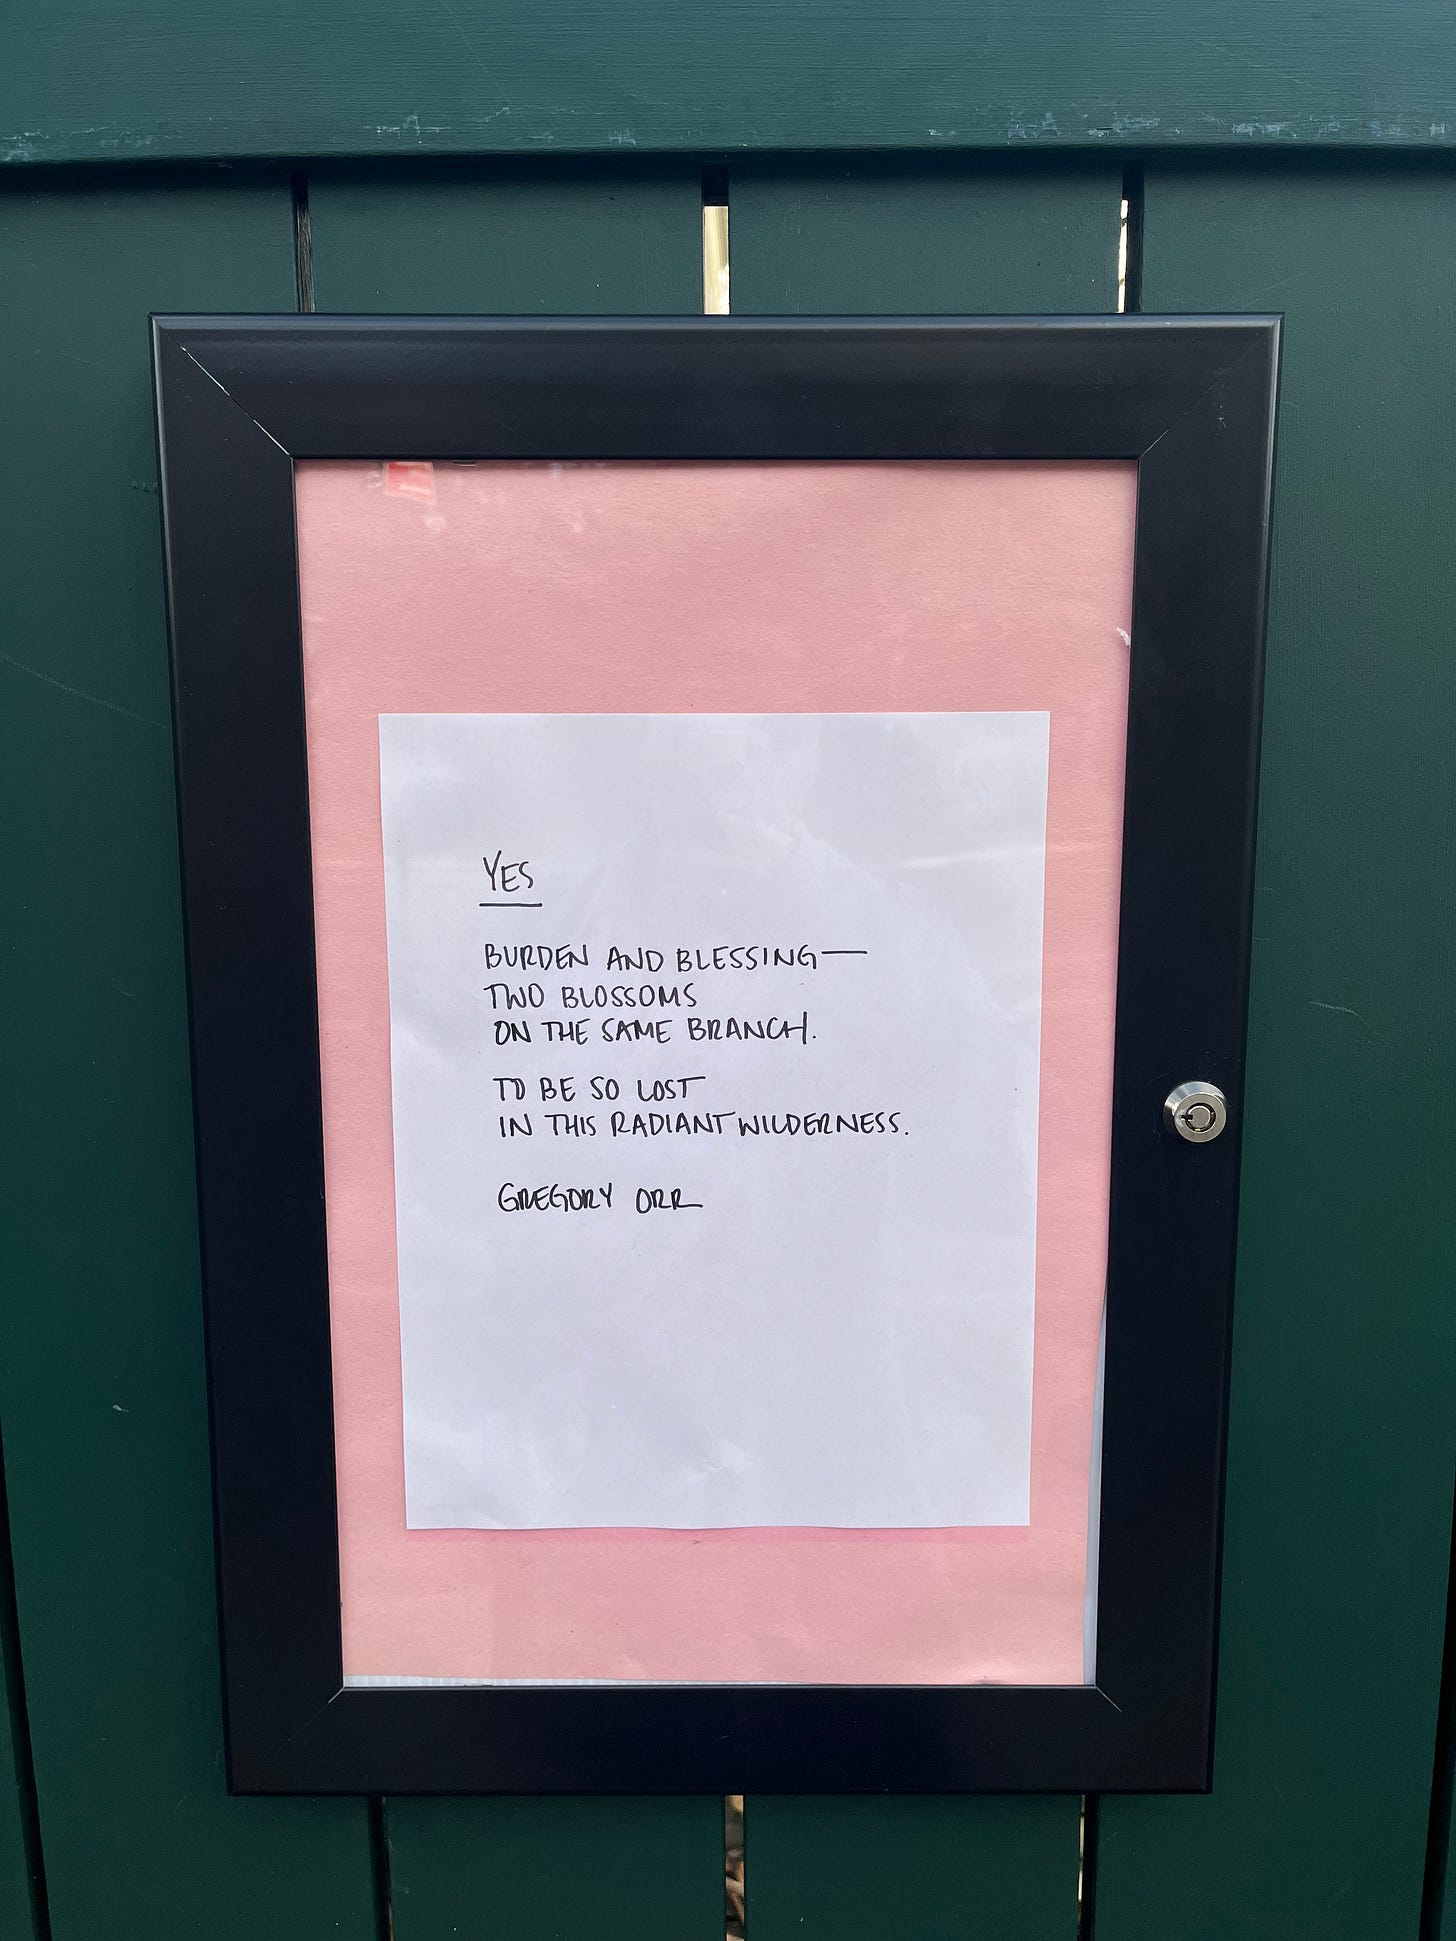 YES
BURDEN AND BLESSING—
TWO BLOSSOMS
ON THE SAME BRANCH.
TO BE SO LOST
IN THIS RADIANT WILDERNESS.
GREGORY ORR